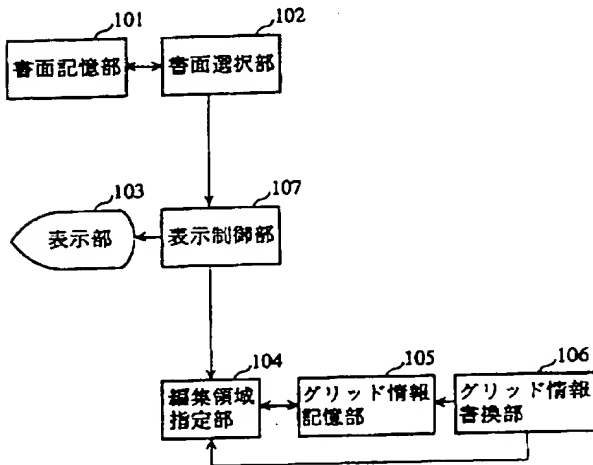 101
書面記憶部
102
書面選択部
103
表示部
107
表示制御部
104
編集領域
指定部
105
グリッド情報
記憶部
106
グリッド情報
書換部